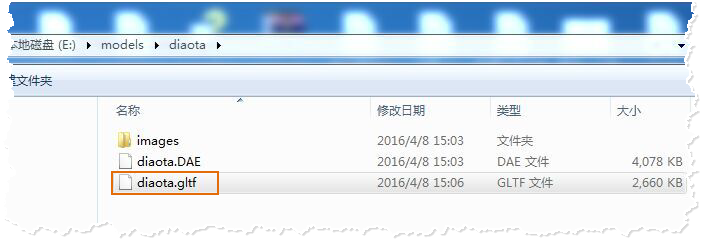 本地磁盘 (E:) ▸ models ▸ diaota ▸
建文件夹
名称 修改日期 类型 大小
images 2016/4/8 15:03 文件夹
diaota.DAE 2016/4/8 15:03 DAE 文件 4,078 KB
diaota.gltf 2016/4/8 15:06 GLTF 文件 2,660 KB